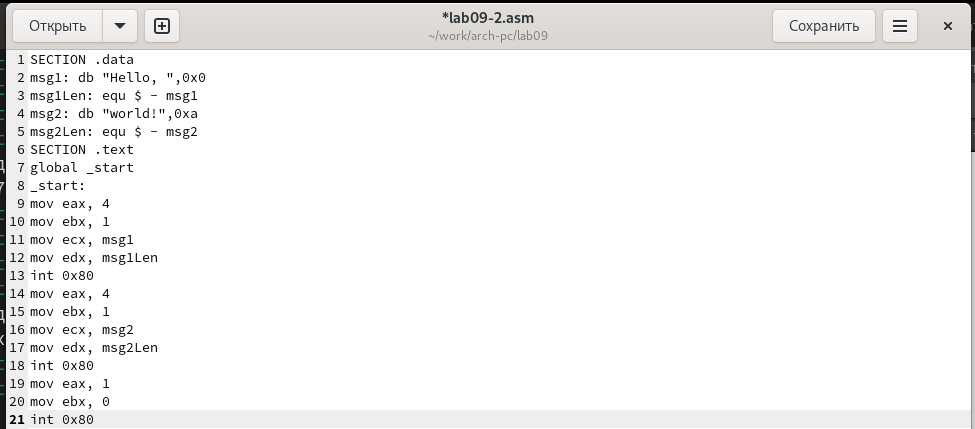 Открыть
*lab09-2.asm
~/work/arch-pc/lab09
Сохранить
1 SECTION .data
2 msg1: db "Hello, ",0x0
3 msg1Len: equ $ - msg1
4 msg2: db "world!",0xa
5 msg2Len: equ $ - msg2
6 SECTION .text
7 global _start
8 _start:
9 mov eax, 4
10 mov ebx, 1
11 mov ecx, msg1
12 mov edx, msg1Len
13 int 0x80
14 mov eax, 4
15 mov ebx, 1
16 mov ecx, msg2
17 mov edx, msg2Len
18 int 0x80
19 mov eax, 1
20 mov ebx, 0
21 int 0x80